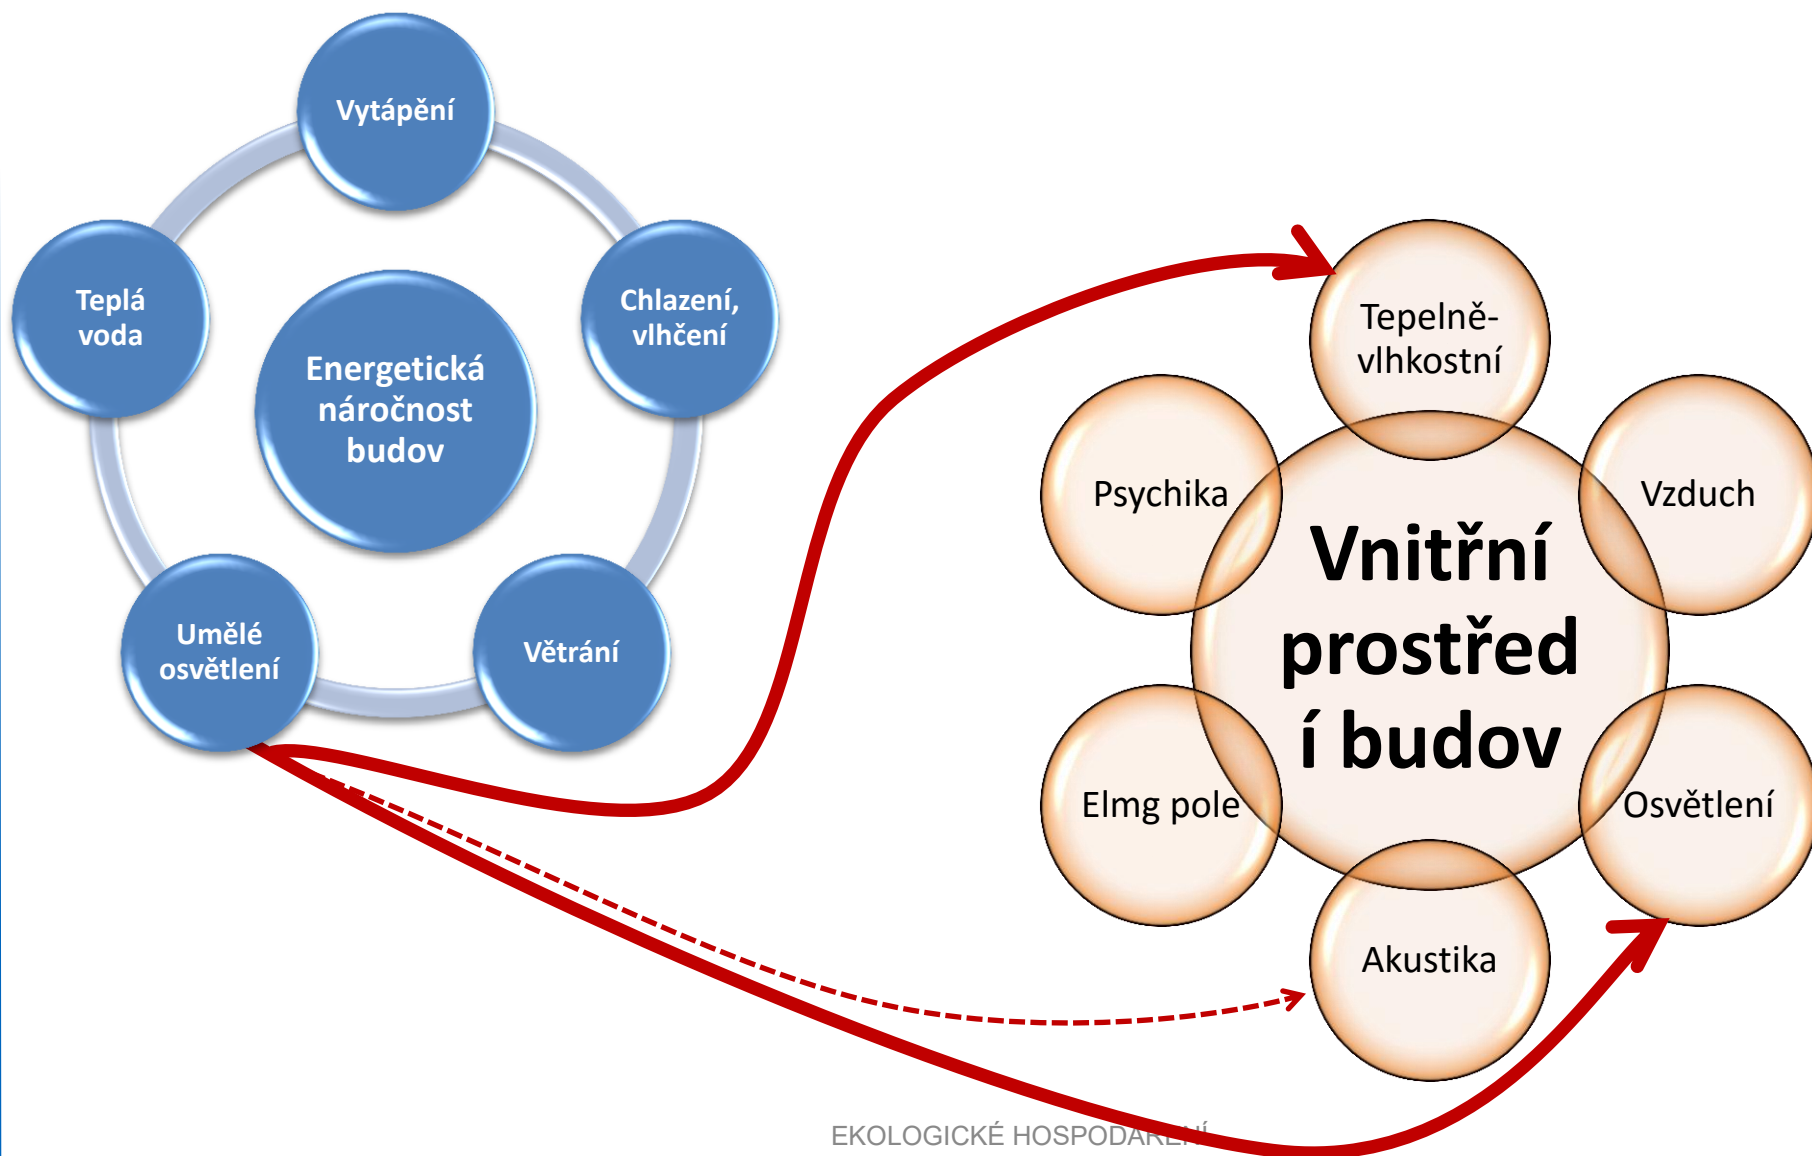 Vytápění
Teplá
voda
Chlazení,
vlhčení
Energetická
náročnost
budov
Umělé
osvětlení
Větrání
Tepelně-
vlhkostní
Psychika
Vzduch
Vnitřní
prostřed
í budov
Elmg pole
Osvětlení
Akustika
EKOLOGICKÉ HOSPODAŘENÍ